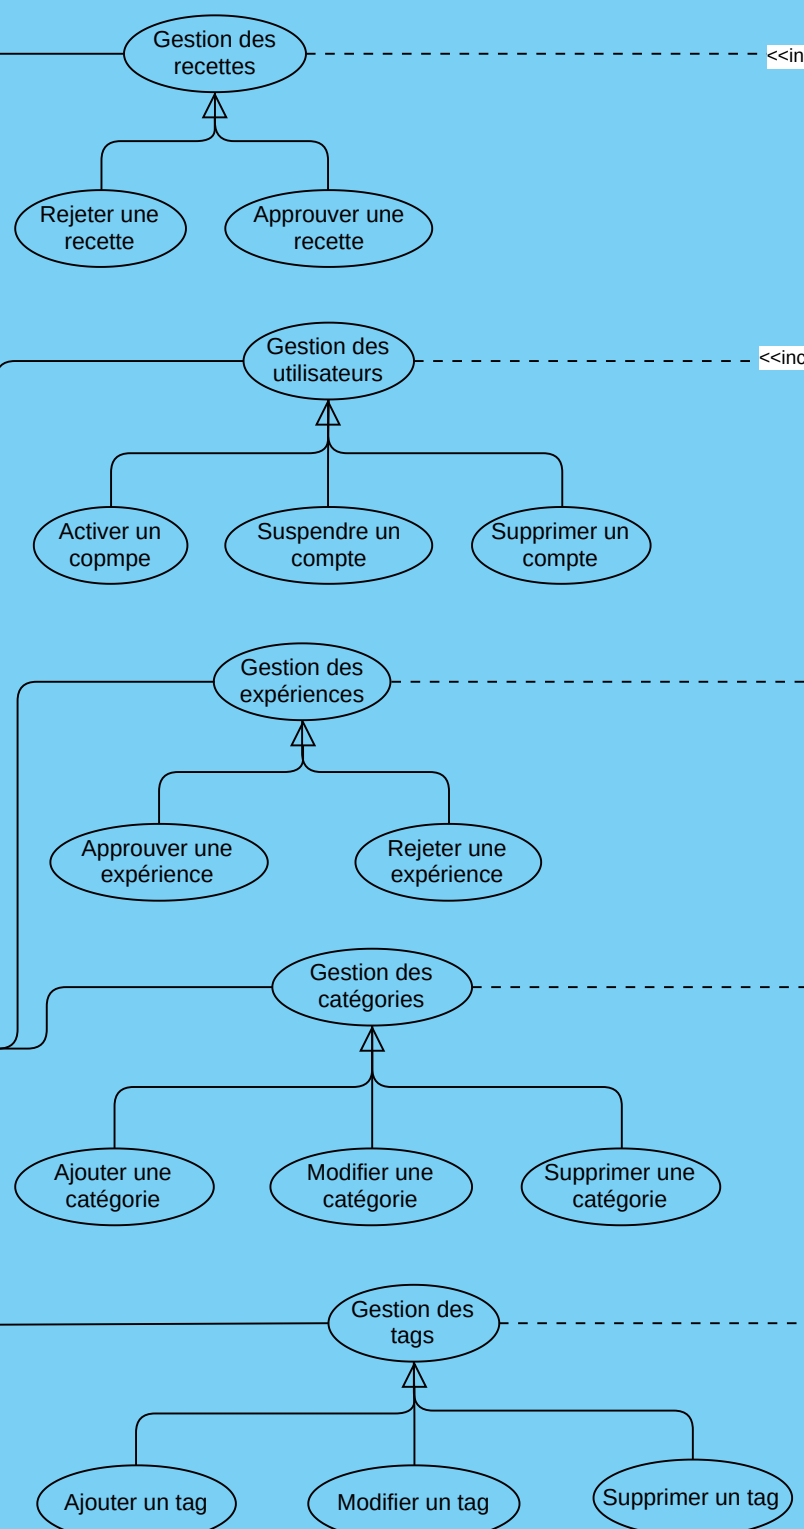 Gestion des
recettes
<<in
Rejeter une
recette
Approuver une
recette
Gestion des
utilisateurs
<<inc
Activer un
copmpe
Suspendre un
compte
Supprimer un
compte
Gestion des
expériences
Approuver une
expérience
Rejeter une
expérience
Gestion des
catégories
Ajouter une
catégorie
Modifier une
catégorie
Supprimer une
catégorie
Gestion des
tags
Ajouter un tag
Modifier un tag
Supprimer un tag